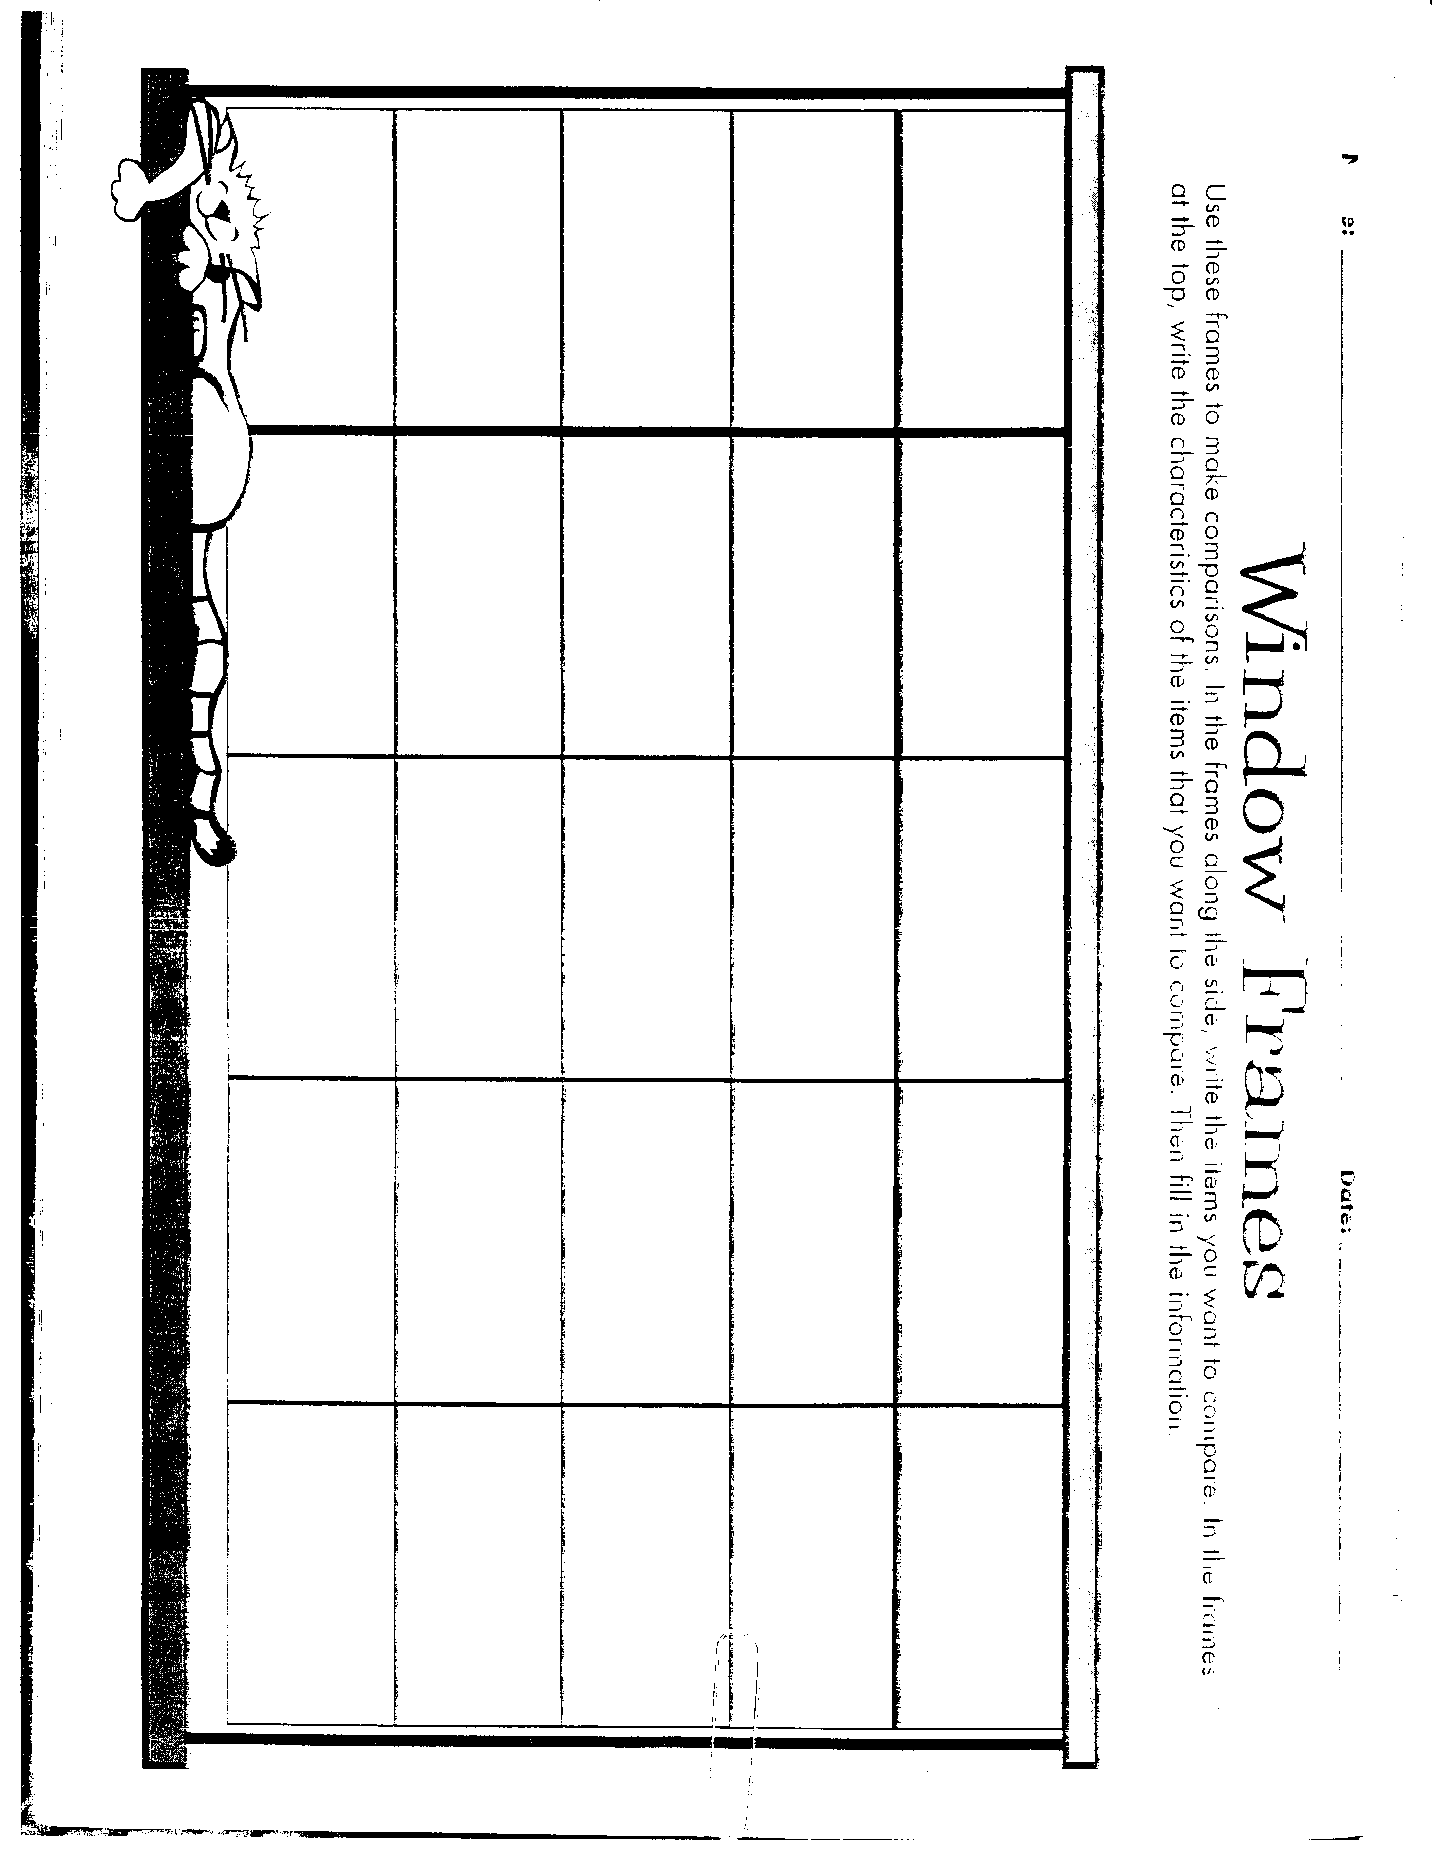 Date:
Window Frames
Use these frames to make comparisons. In the frames along the side, write the items you want to compare. In the frames
at the top, write the characteristics of the items that you want to compare. Then fill in the information.